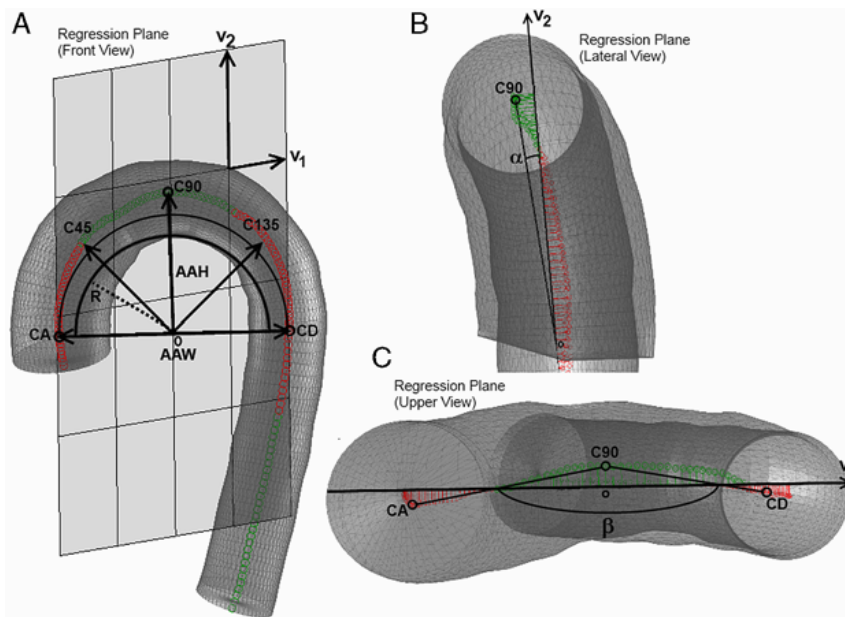 A
Regression Plane
(Front View)
v2
v1
C90
C45
C135
AAH
R
CA
o
CD
AAW
B
v2
Regression Plane
(Lateral View)
C90
α
o
C
Regression Plane
(Upper View)
C90
v
CA
o
CD
β